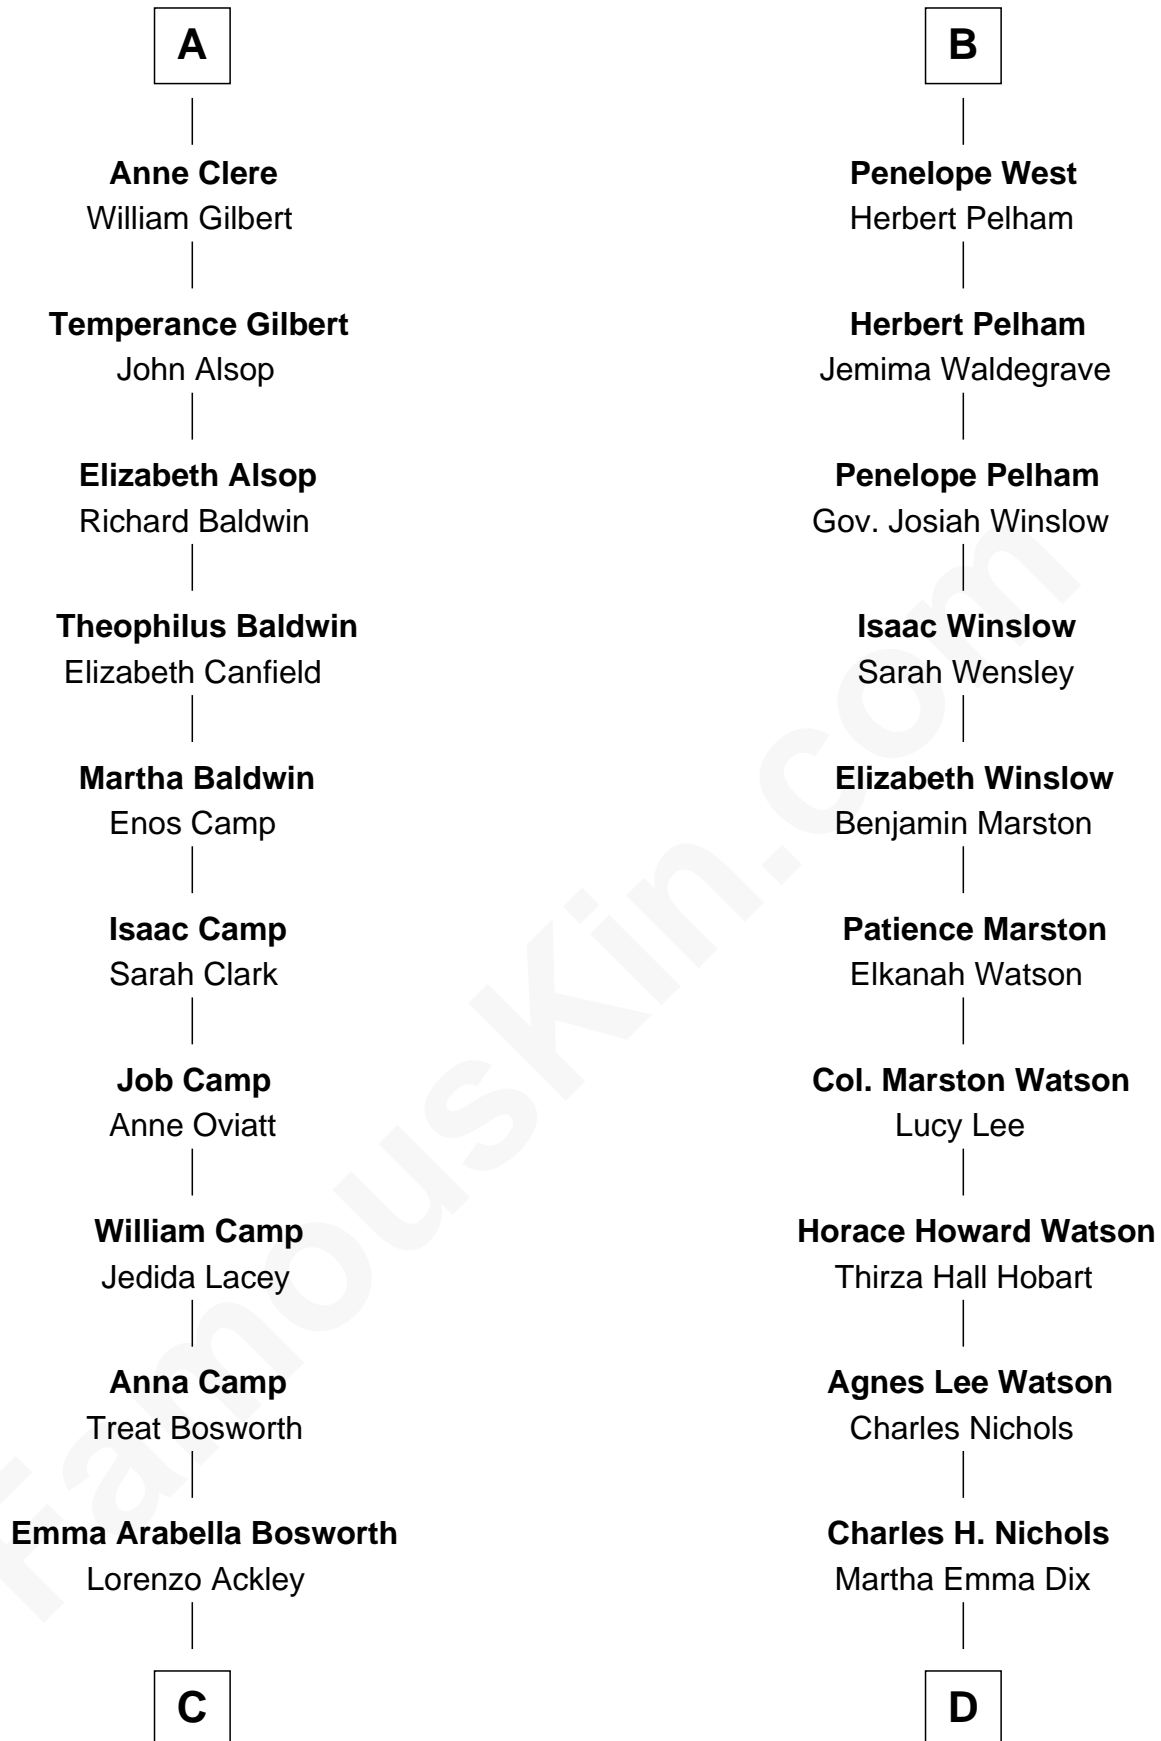 A
Anne Clere
William Gilbert
Temperance Gilbert
John Alsop
Elizabeth Alsop
Richard Baldwin
Theophilus Baldwin
Elizabeth Canfield
Martha Baldwin
Enos Camp
Isaac Camp
Sarah Clark
Job Camp
Anne Oviatt
William Camp
Jedida Lacey
Anna Camp
Treat Bosworth
Emma Arabella Bosworth
Lorenzo Ackley
C
B
Penelope West
Herbert Pelham
Herbert Pelham
Jemima Waldegrave
Penelope Pelham
Gov. Josiah Winslow
Isaac Winslow
Sarah Wensley
Elizabeth Winslow
Benjamin Marston
Patience Marston
Elkanah Watson
Col. Marston Watson
Lucy Lee
Horace Howard Watson
Thirza Hall Hobart
Agnes Lee Watson
Charles Nichols
Charles H. Nichols
Martha Emma Dix
D
FamousKin.com